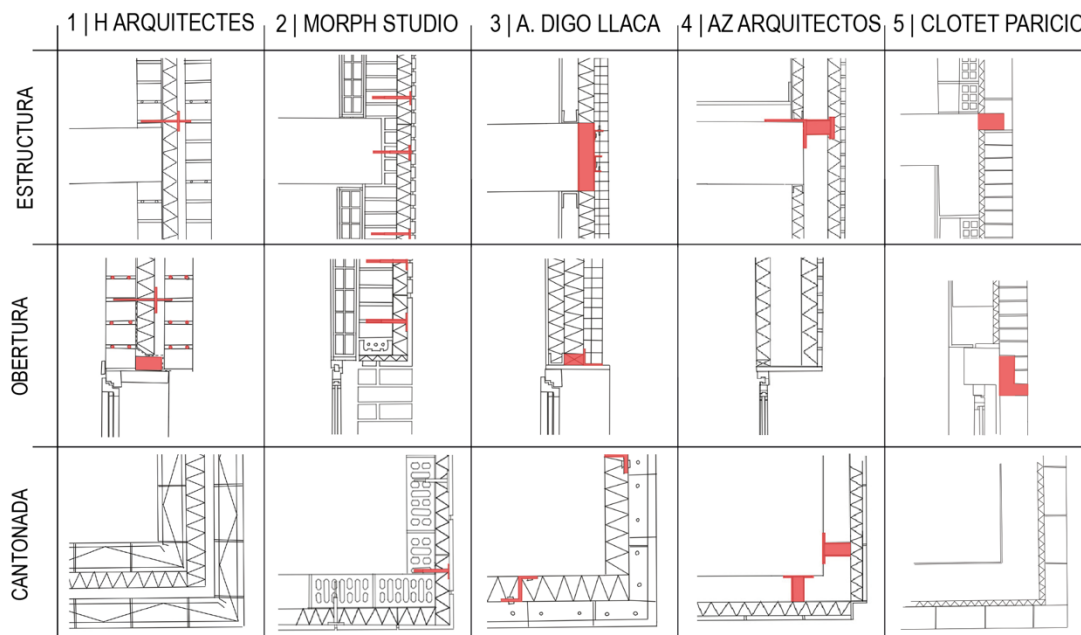 1 | H ARQUITECTES
2 | MORPH STUDIO
3 | A. DIGO LLACA
4 | AZ ARQUITECTOS
5 | CLOTET PARICIO
ESTRUCTURA
OBERTURA
CANTONADA